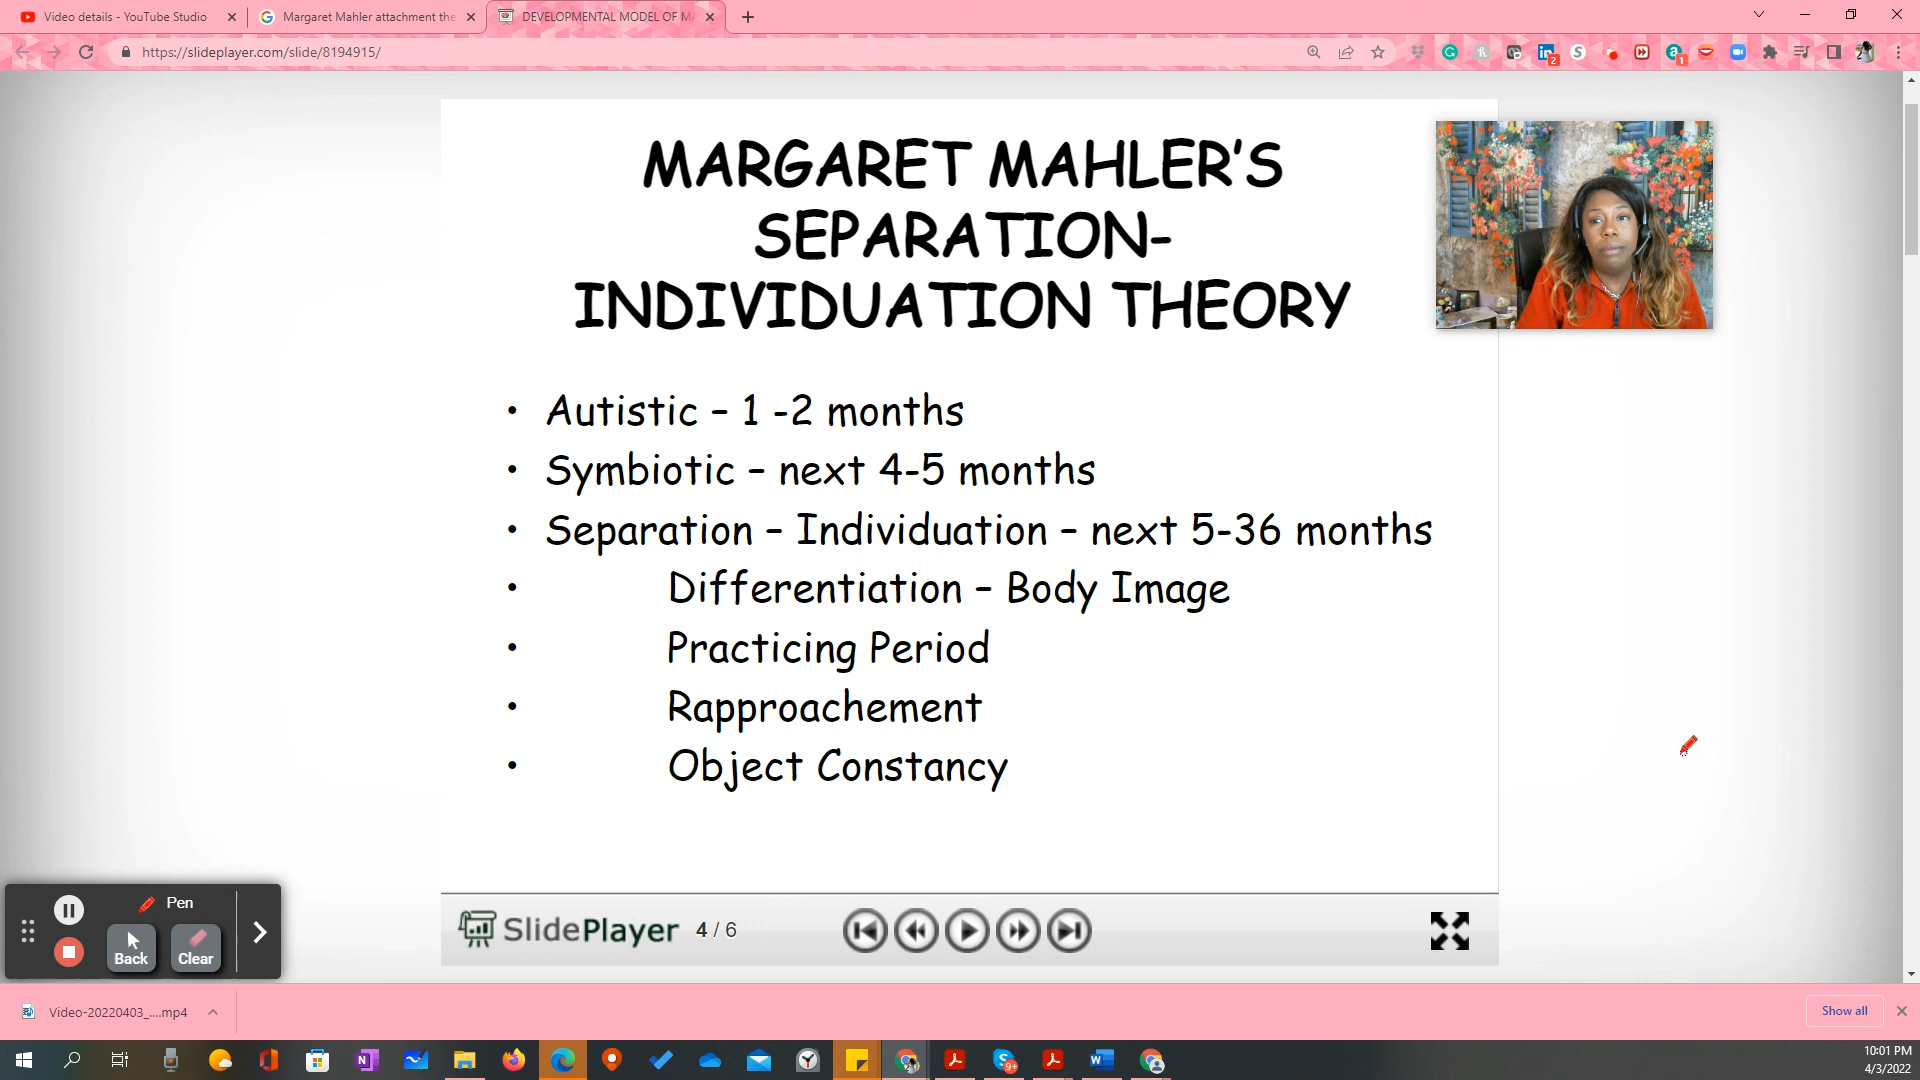 Video details - YouTube Studio
Margaret Mahler attachment the
DEVELOPMENTAL MODEL OF MA
https://slideplayer.com/slide/8194915/
MARGARET MAHLER'S
SEPARATION-
INDIVIDUATION THEORY
• Autistic – 1 -2 months
• Symbiotic – next 4-5 months
• Separation – Individuation – next 5-36 months
• Differentiation – Body Image
• Practicing Period
• Rapproachement
• Object Constancy
Pen
Back
Clear
SlidePlayer
4 / 6
Video-20220403_....mp4
Show all
10:01 PM
4/3/2022